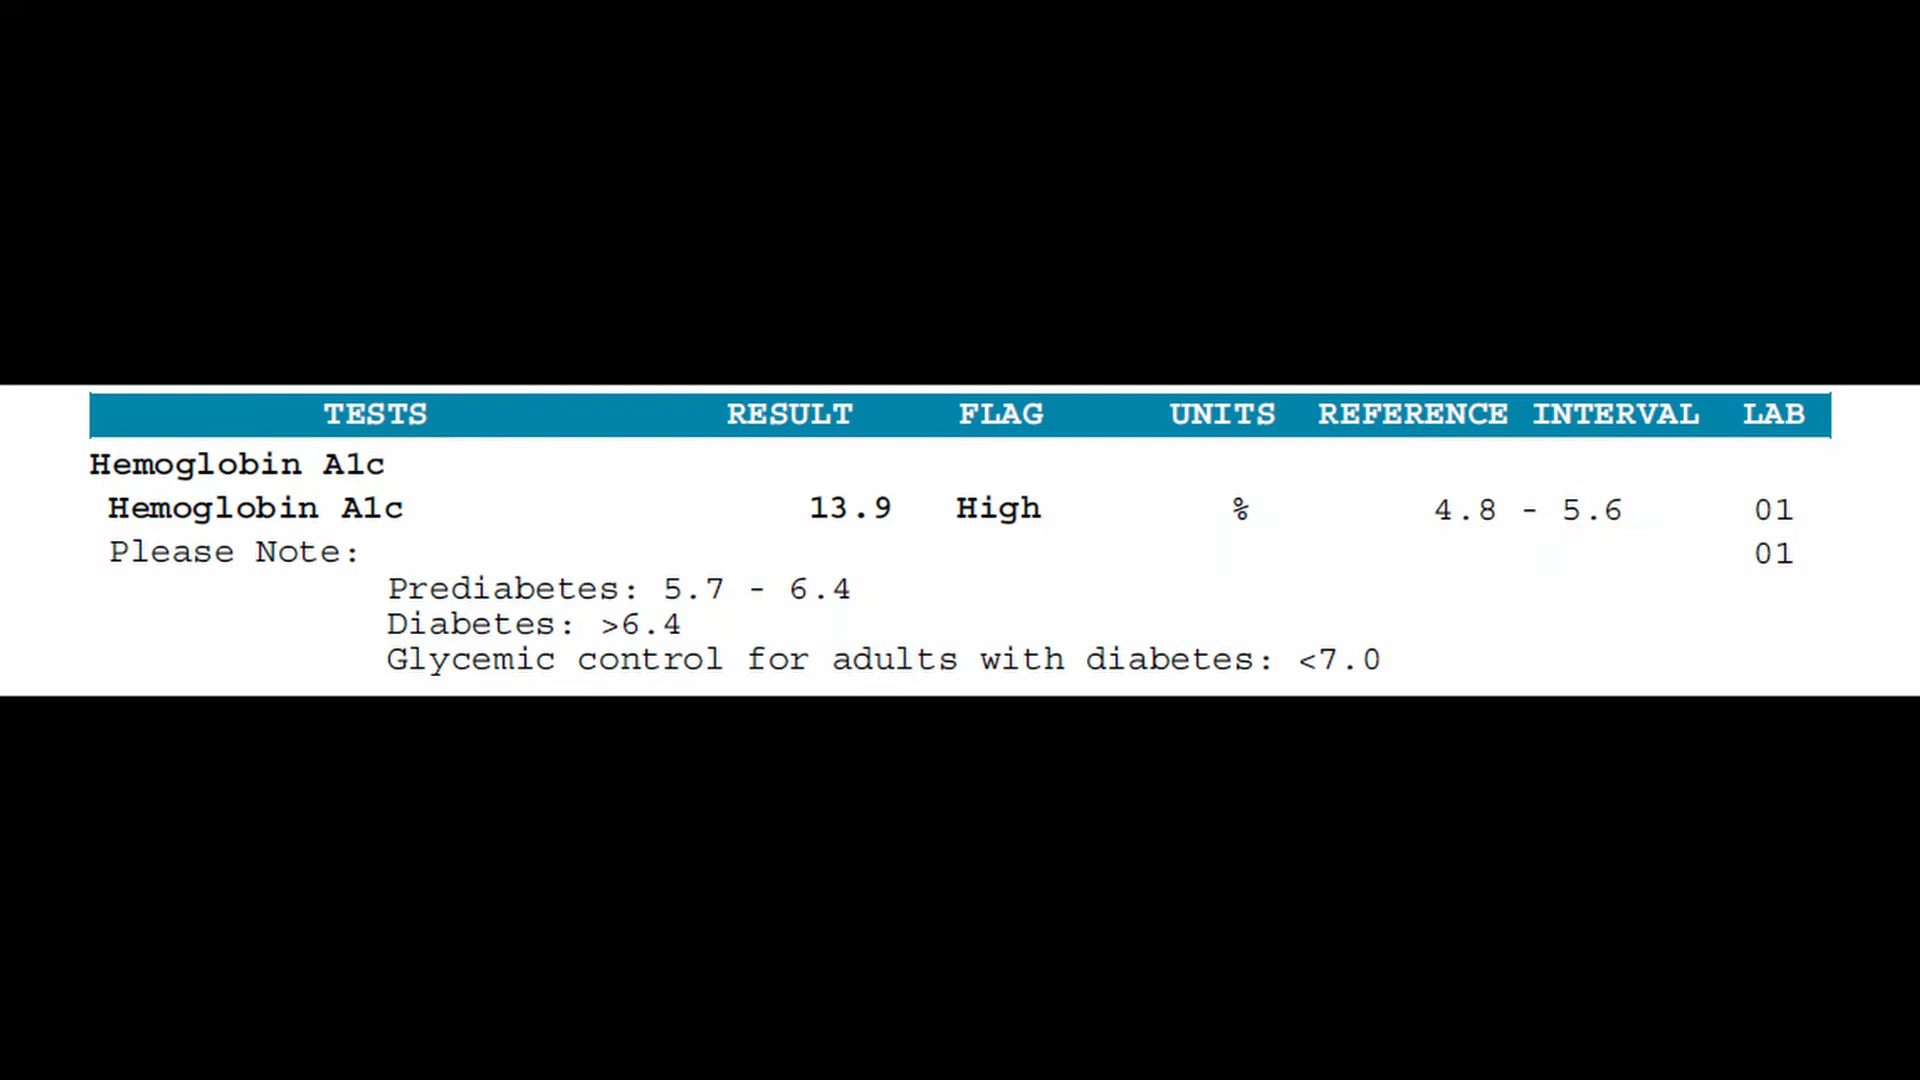 TESTS RESULT FLAG UNITS REFERENCE INTERVAL LAB
Hemoglobin A1c
Hemoglobin A1c 13.9 High % 4.8 - 5.6 01
Please Note: 01
Prediabetes: 5.7 - 6.4
Diabetes: >6.4
Glycemic control for adults with diabetes: <7.0